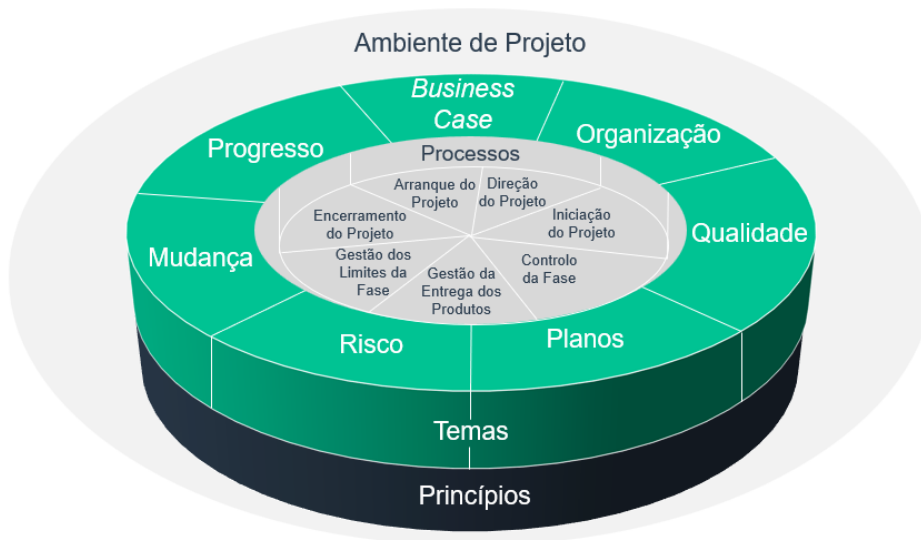 Ambiente de Projeto
Business
Case
Organização
Qualidade
Planos
Risco
Mudança
Progresso
Processos
Arranque do
Projeto
Direção
do Projeto
Iniciação
do Projeto
Controlo
da Fase
Gestão da
Entrega dos
Produtos
Gestão dos
Limites da
Fase
Encerramento
do Projeto
Temas
Princípios